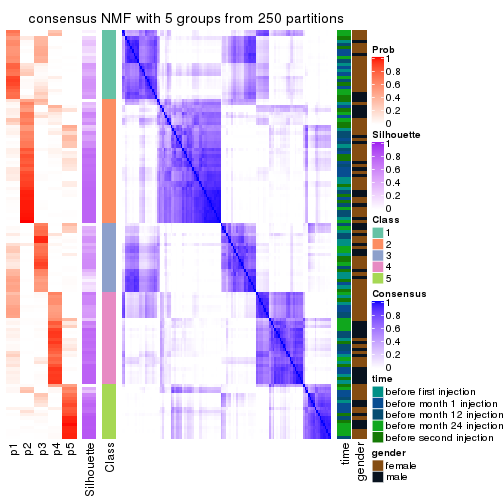 consensus NMF with 5 groups from 250 partitions
Prob
1
0.8
0.6
0.4
0.2
0
Silhouette
1
0.8
0.6
0.4
0.2
0
Class
1
2
3
4
5
Consensus
1
0.8
0.6
0.4
0.2
0
time
before first injection
before month 1 injection
before month 12 injection
before month 24 injection
before second injection
gender
female
male
p1
p2
p3
p4
p5
Silhouette
Class
time
gender